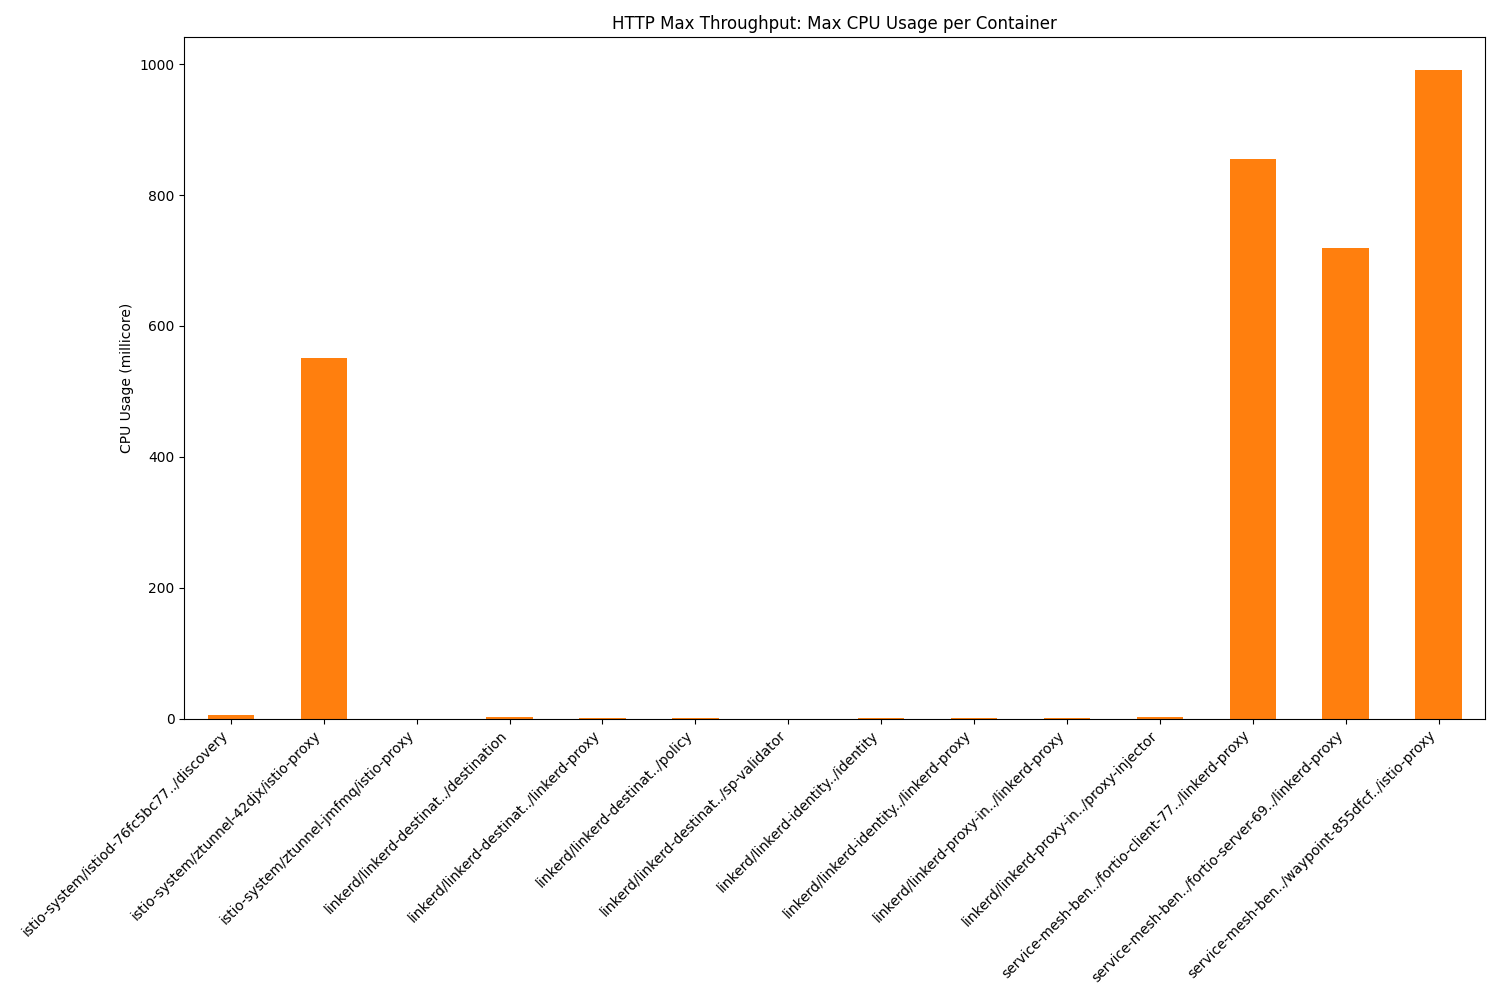 HTTP Max Throughput: Max CPU Usage per Container
CPU Usage (millicore)
1000
800
600
400
200
0
istio-system/istiod-76fc5bc77../discovery
istio-system/ztunnel-42djx/istio-proxy
istio-system/ztunnel-jmfmq/istio-proxy
linkerd/linkerd-destinat../destination
linkerd/linkerd-destinat../linkerd-proxy
linkerd/linkerd-destinat../policy
linkerd/linkerd-destinat../sp-validator
linkerd/linkerd-identity../identity
linkerd/linkerd-identity../linkerd-proxy
linkerd/linkerd-proxy-in../linkerd-proxy
linkerd/linkerd-proxy-in../proxy-injector
service-mesh-ben../fortio-client-77../linkerd-proxy
service-mesh-ben../fortio-server-69../linkerd-proxy
service-mesh-ben../waypoint-855dfcf../istio-proxy